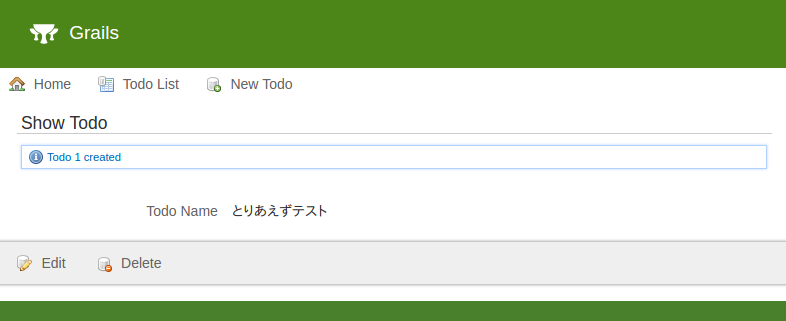 Grails
Home Todo List New Todo
Show Todo
Todo 1 created
Todo Name とりあえずテスト
Edit Delete